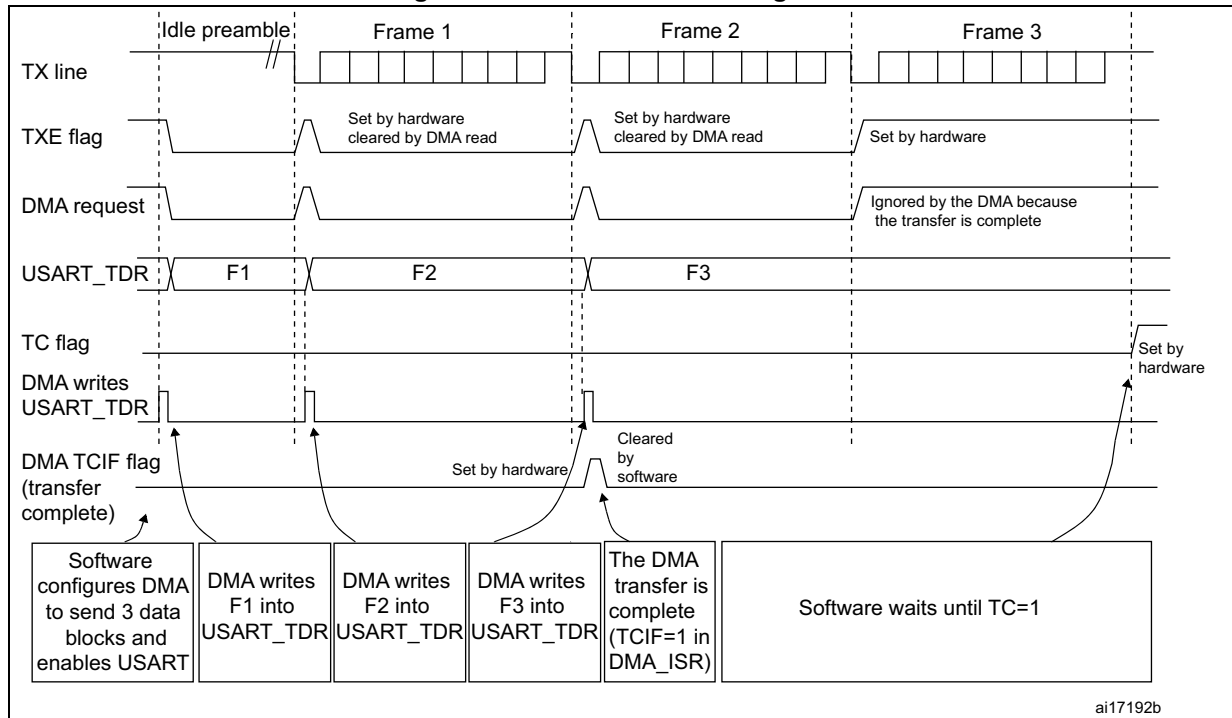 Idle preamble
Frame 1
Frame 2
Frame 3
TX line
TXE flag
Set by hardware
cleared by DMA read
Set by hardware
cleared by DMA read
Set by hardware
DMA request
Ignored by the DMA because
the transfer is complete
USART_TDR
F1
F2
F3
TC flag
Set by
hardware
DMA writes
USART_TDR
DMA TCIF flag
(transfer
complete)
Set by hardware
Cleared
by
software
Software
configures DMA
to send 3 data
blocks and
enables USART
DMA writes
F1 into
USART_TDR
DMA writes
F2 into
USART_TDR
DMA writes
F3 into
USART_TDR
The DMA
transfer is
complete
(TCIF=1 in
DMA_ISR)
Software waits until TC=1
ai17192b